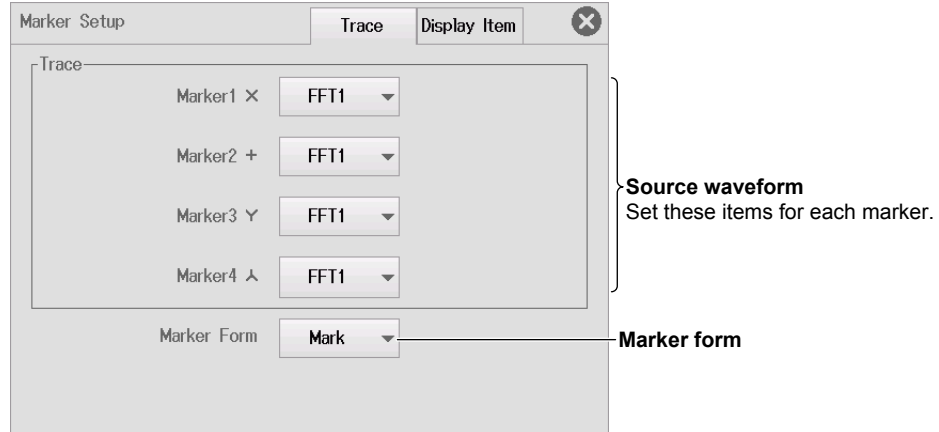 Marker Setup
Trace
Display Item
Trace
Marker1 × FFT1
Marker2 + FFT1
Marker3 Y FFT1
Marker4 ⅄ FFT1
Source waveform
Set these items for each marker.
Marker Form Mark
Marker form